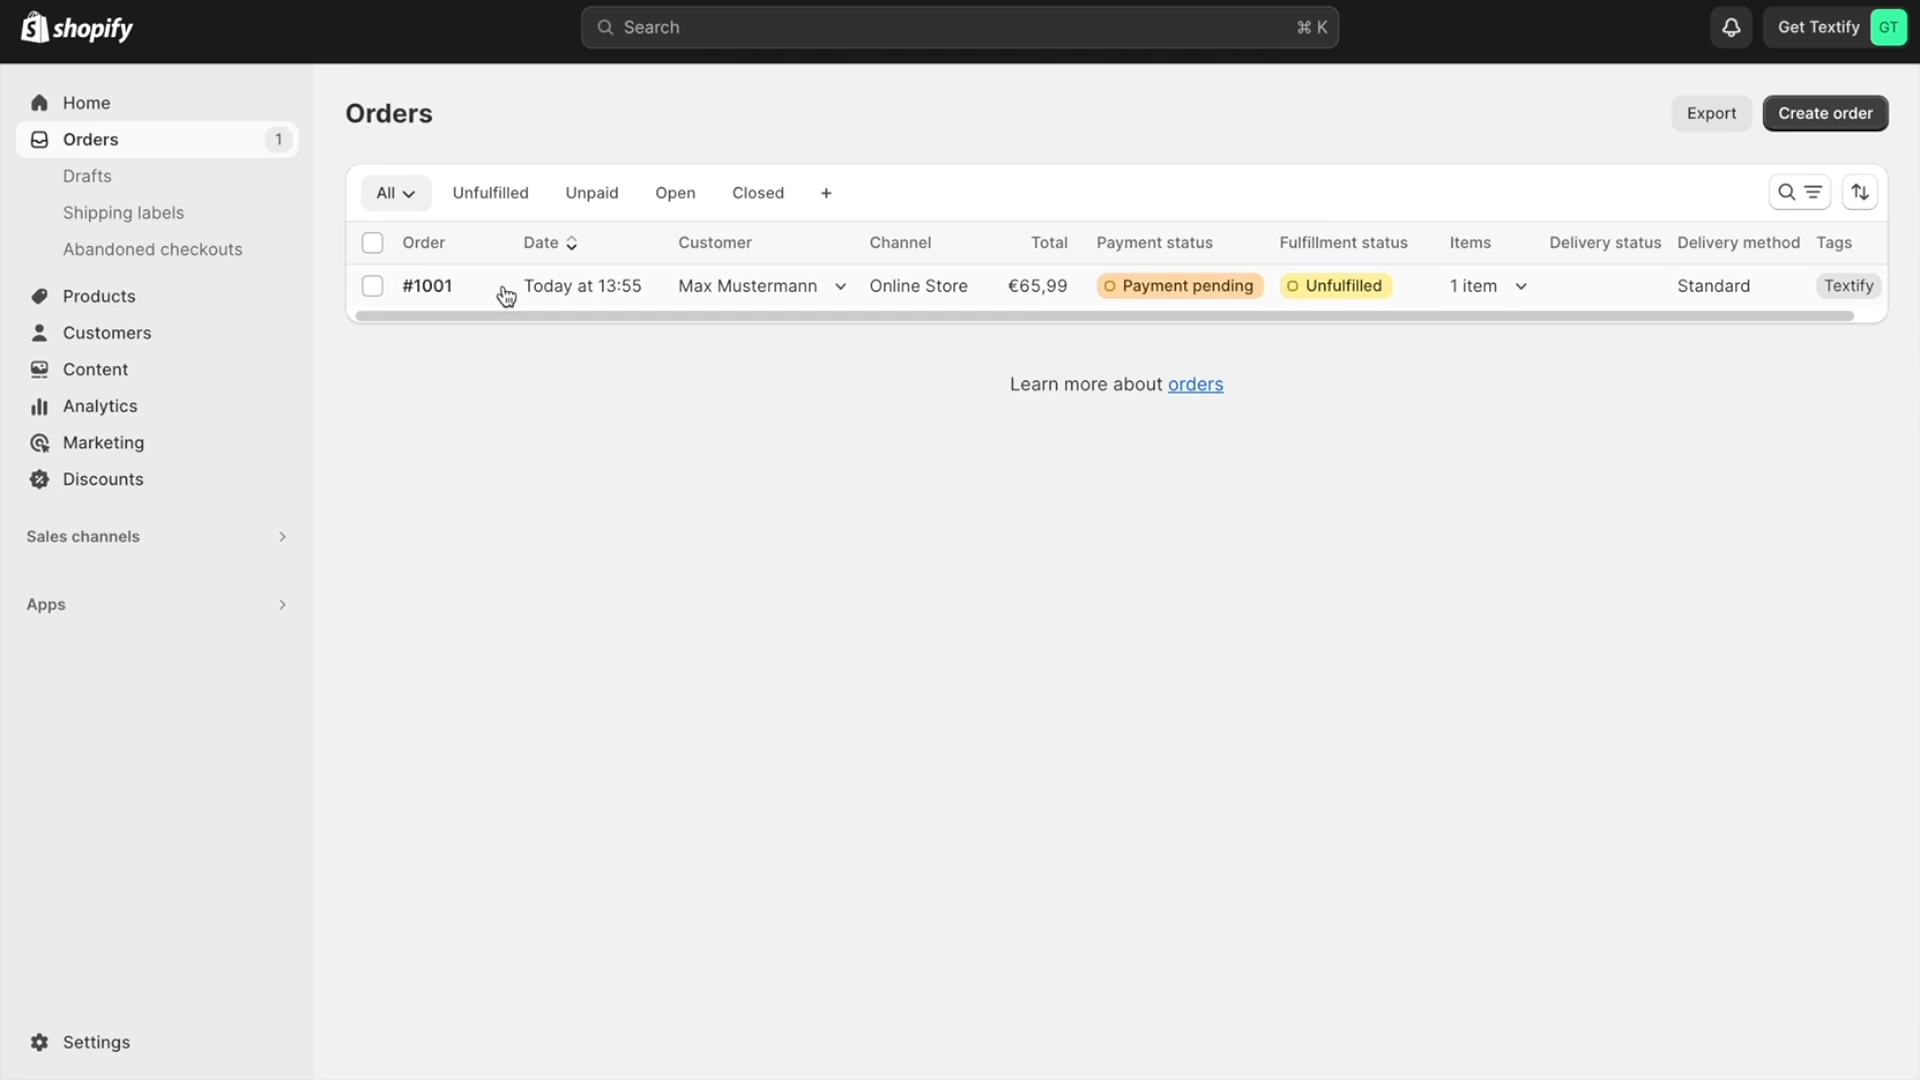 shopify
Search
⌘ K
Get Textify
GT
Home
Orders
1
Drafts
Shipping labels
Abandoned checkouts
Products
Customers
Content
Analytics
Marketing
Discounts
Sales channels
Apps
Settings
Orders
Export
Create order
All
Unfulfilled
Unpaid
Open
Closed
+
Order Date Customer Channel Total Payment status Fulfillment status Items Delivery status Delivery method Tags
#1001 Today at 13:55 Max Mustermann Online Store €65,99 Payment pending Unfulfilled 1 item Standard Textify
Learn more about orders